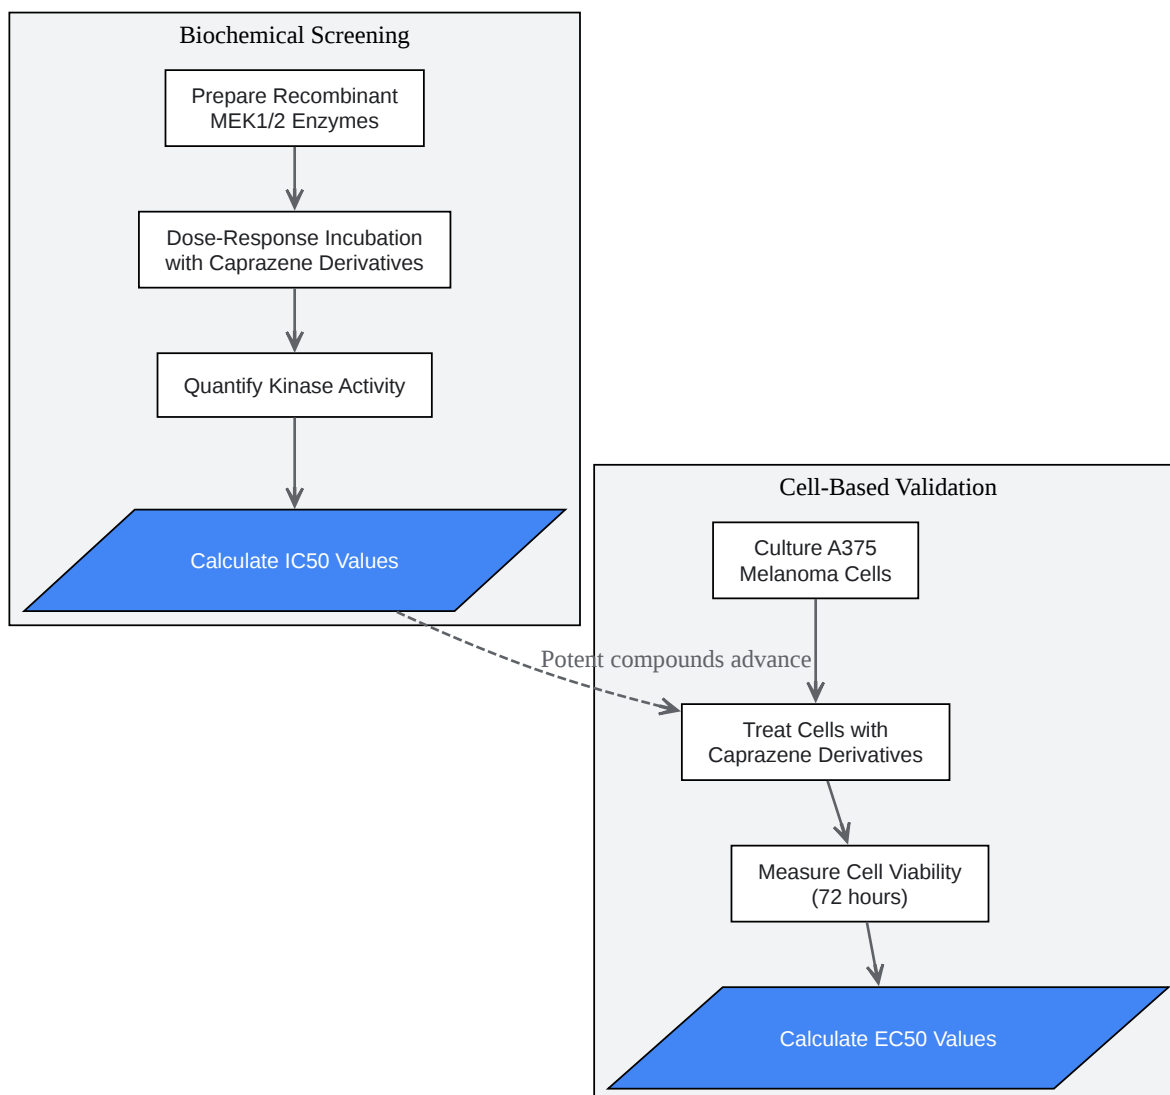 Biochemical Screening
Prepare Recombinant
MEK1/2 Enzymes
Dose-Response Incubation
with Caprazene Derivatives
Quantify Kinase Activity
Calculate IC50 Values
Potent compounds advance
Cell-Based Validation
Culture A375
Melanoma Cells
Treat Cells with
Caprazene Derivatives
Measure Cell Viability
(72 hours)
Calculate EC50 Values